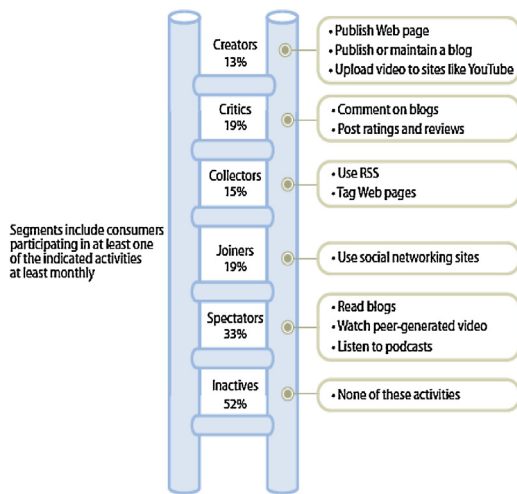 Creators
13%
• Publish Web page
• Publish or maintain a blog
• Upload video to sites like YouTube
Critics
19%
• Comment on blogs
• Post ratings and reviews
Collectors
15%
• Use RSS
• Tag Web pages
Segments include consumers
participating in at least one
of the indicated activities
at least monthly
Joiners
19%
• Use social networking sites
Spectators
33%
• Read blogs
• Watch peer-generated video
• Listen to podcasts
Inactives
52%
• None of these activities